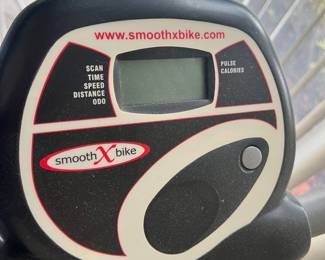 www.smoothxbike.com
SCAN
TIME
SPEED
DISTANCE
ODO
PULSE
CALORIES
smooth X bike